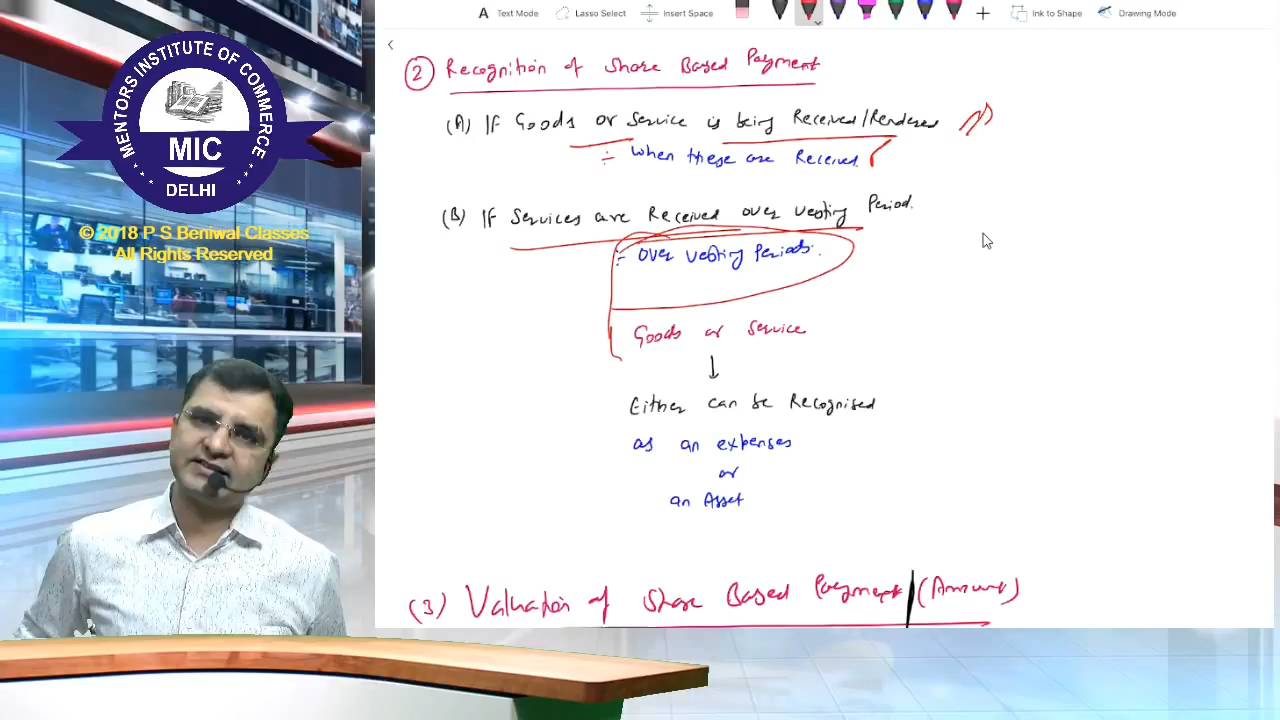 A Text Mode Lasso Select Insert Space Ink to Shape Drawing Mode
MENTORS INSTITUTE OF COMMERCE
MIC
DELHI
© 2018 P S Beniwal Classes
All Rights Reserved
(2) Recognition of Share Based Payment
(A) If Goods or Service is being Received/Rendered
÷ when these are Received
(B) If Services are Received over vesting Period.
÷ over vesting Periods.
Goods or Service
↓
Either can be Recognised
as an expenses
or
an Asset
(3) Valuation of Share Based Payment (Amount)